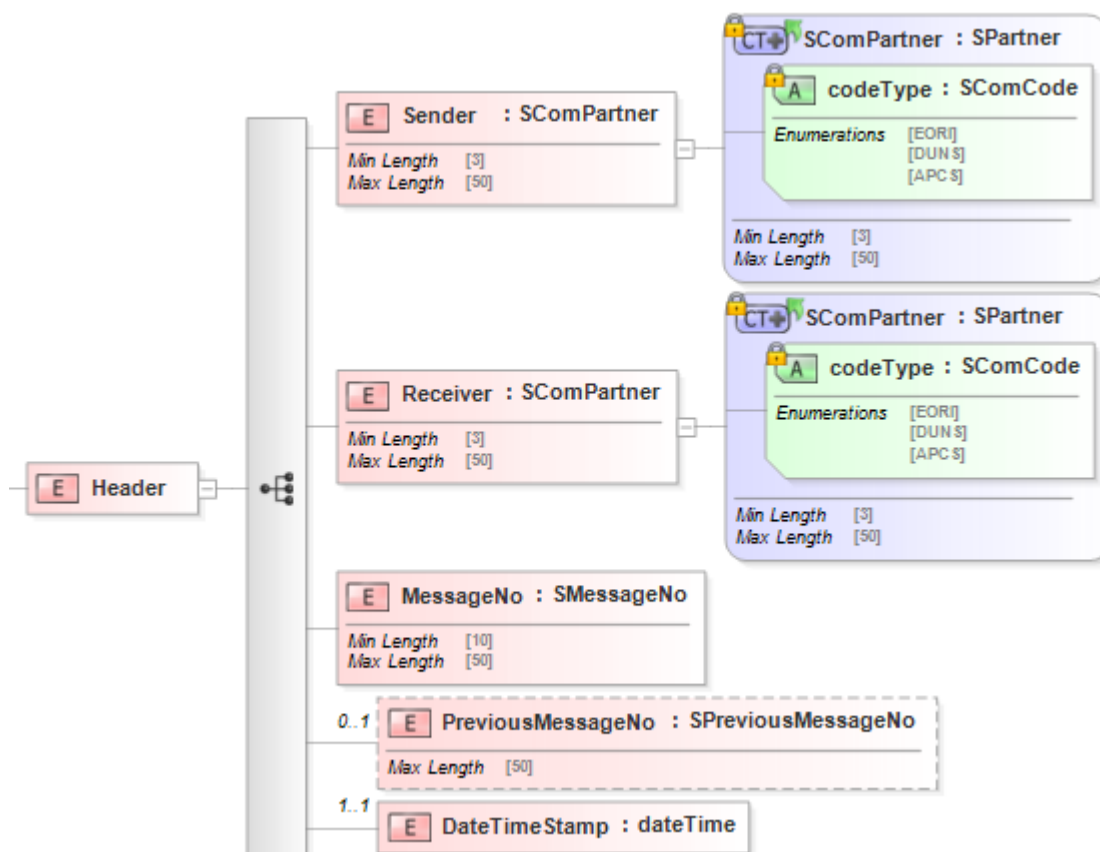 CT+ SComPartner : SPartner
A codeType : SComCode
Enumerations [EORI]
[DUNS]
[APCS]
Min Length [3]
Max Length [50]
E Sender : SComPartner
Min Length [3]
Max Length [50]
CT+ SComPartner : SPartner
A codeType : SComCode
Enumerations [EORI]
[DUNS]
[APCS]
Min Length [3]
Max Length [50]
E Receiver : SComPartner
Min Length [3]
Max Length [50]
E Header
E MessageNo : SMessageNo
Min Length [10]
Max Length [50]
0..1
E PreviousMessageNo : SPreviousMessageNo
Max Length [50]
1..1
E DateTimeStamp : dateTime